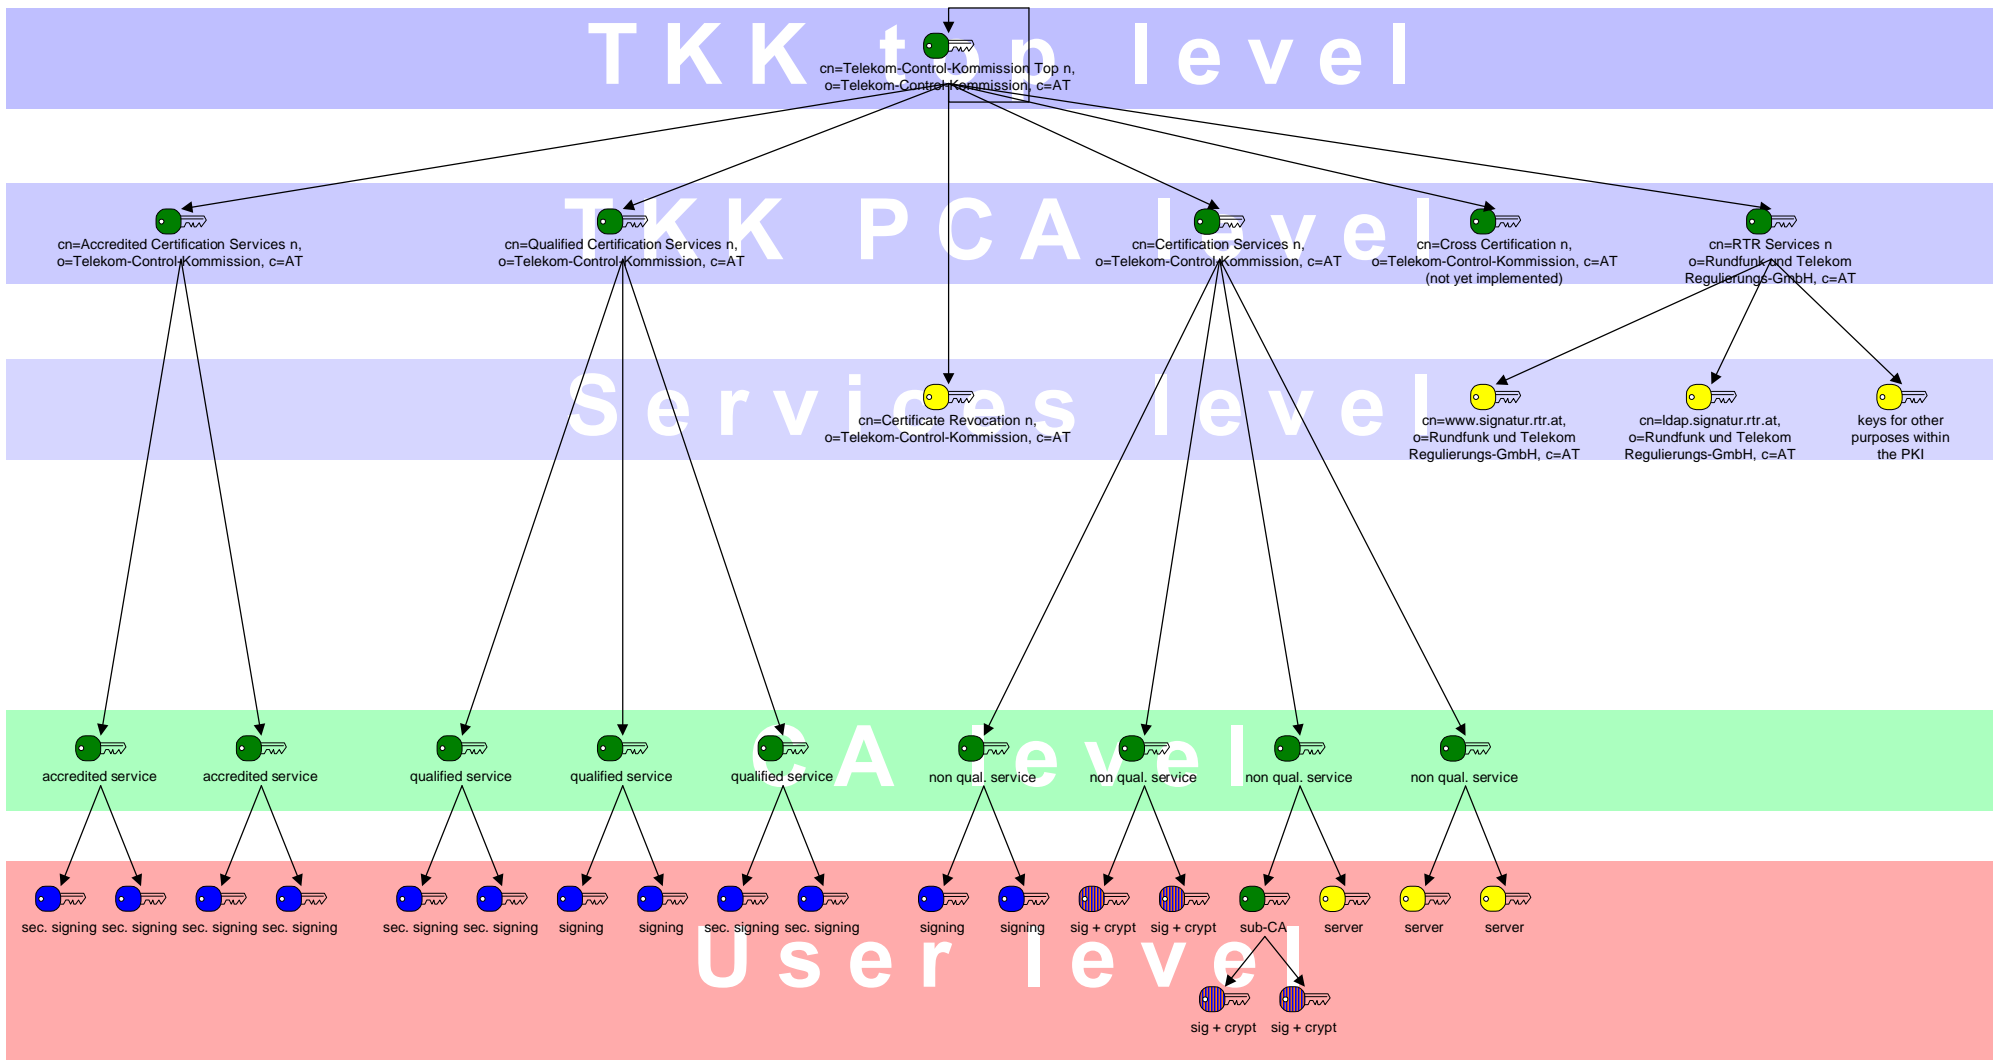 TKK top level
cn=Telekom-Control-Kommission Top n,
o=Telekom-Control-Kommission, c=AT
TKK PCA level
cn=Accredited Certification Services n,
o=Telekom-Control-Kommission, c=AT
cn=Qualified Certification Services n,
o=Telekom-Control-Kommission, c=AT
cn=Certification Services n,
o=Telekom-Control-Kommission, c=AT
cn=Cross Certification n,
o=Telekom-Control-Kommission, c=AT
(not yet implemented)
cn=RTR Services n
o=Rundfunk und Telekom
Regulierungs-GmbH, c=AT
Services level
cn=Certificate Revocation n,
o=Telekom-Control-Kommission, c=AT
cn=www.signatur.rtr.at,
o=Rundfunk und Telekom
Regulierungs-GmbH, c=AT
cn=ldap.signatur.rtr.at,
o=Rundfunk und Telekom
Regulierungs-GmbH, c=AT
keys for other
purposes within
the PKI
CA level
accredited service
accredited service
qualified service
qualified service
qualified service
non qual. service
non qual. service
non qual. service
non qual. service
User level
sec. signing
sec. signing
sec. signing
sec. signing
sec. signing
sec. signing
signing
signing
sec. signing
sec. signing
signing
signing
sig + crypt
sig + crypt
sub-CA
server
server
server
sig + crypt
sig + crypt